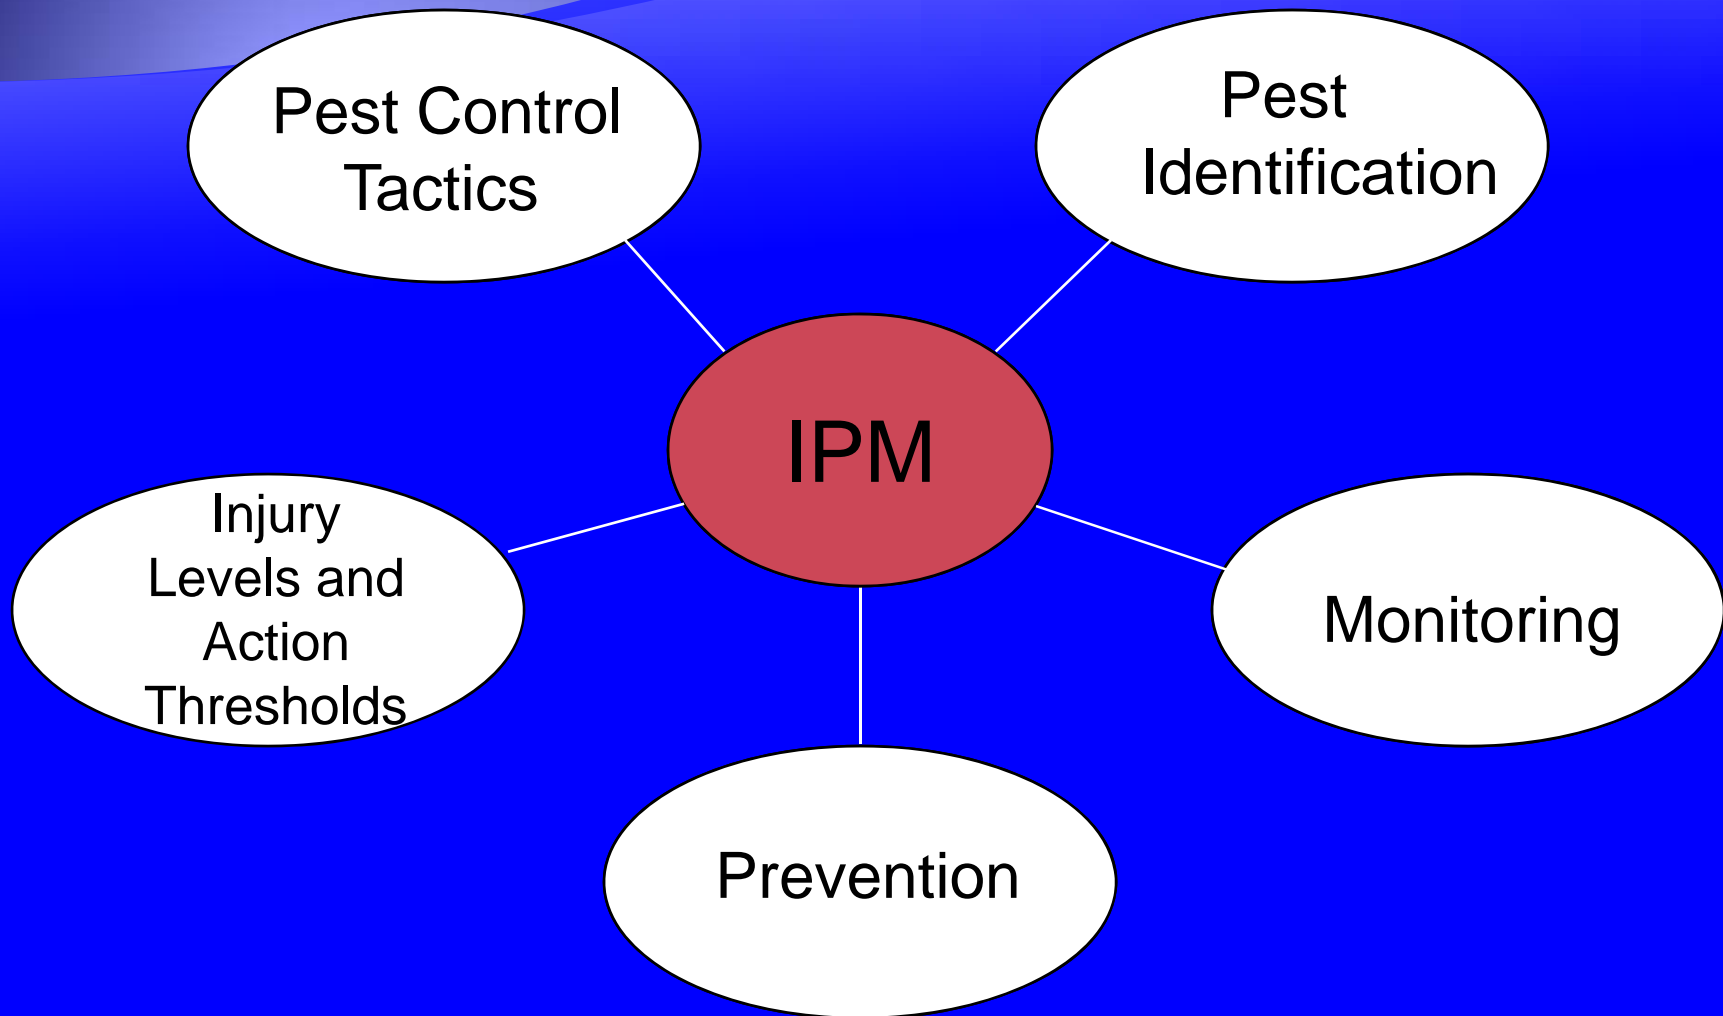 Pest Control
Tactics
Pest
Identification
IPM
Injury
Levels and
Action
Thresholds
Monitoring
Prevention